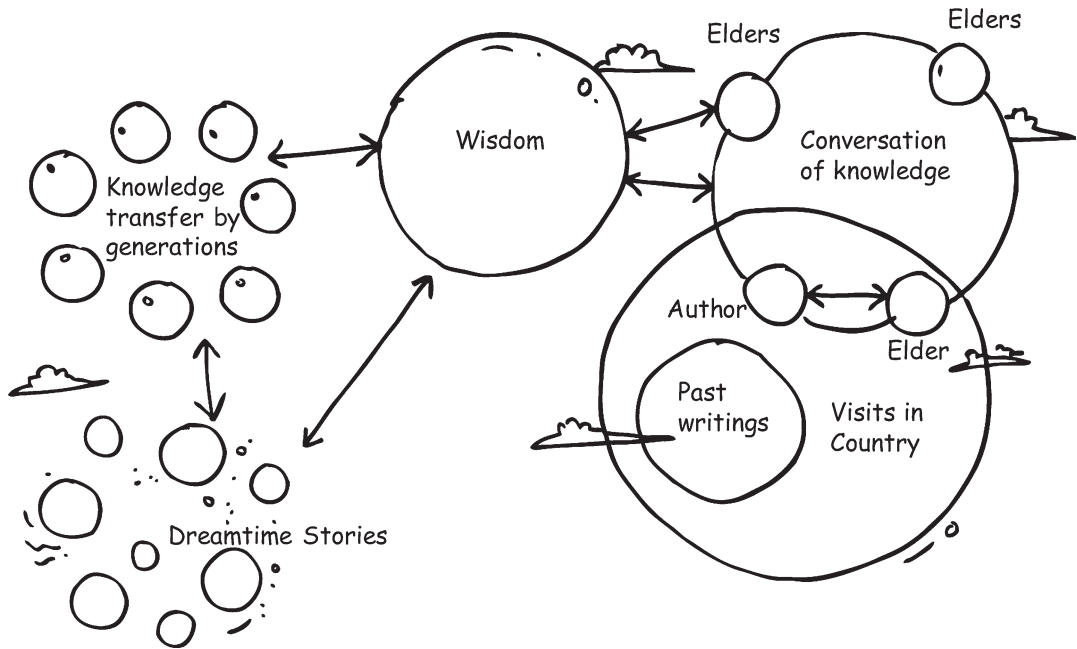 Elders
Elders
Wisdom
Conversation
of knowledge
Knowledge
transfer by
generations
Author
Elder
Past
writings
Visits in
Country
Dreamtime Stories